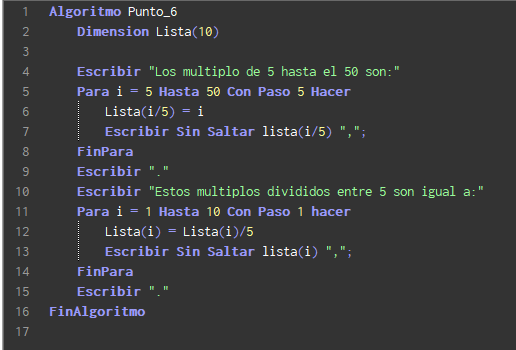 1 Algoritmo Punto_6
2 Dimension Lista(10)
3
4 Escribir "Los multiplo de 5 hasta el 50 son:"
5 Para i = 5 Hasta 50 Con Paso 5 Hacer
6 Lista(i/5) = i
7 Escribir Sin Saltar lista(i/5) ",";
8 FinPara
9 Escribir "."
10 Escribir "Estos multiplos divididos entre 5 son igual a:"
11 Para i = 1 Hasta 10 Con Paso 1 hacer
12 Lista(i) = Lista(i)/5
13 Escribir Sin Saltar lista(i) ",";
14 FinPara
15 Escribir "."
16 FinAlgoritmo
17